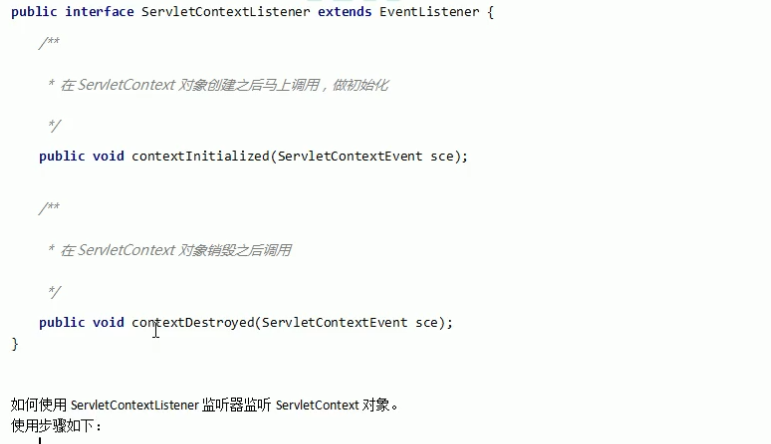 public interface ServletContextListener extends EventListener {
/**
* 在 ServletContext 对象创建之后马上调用，做初始化
*/
public void contextInitialized(ServletContextEvent sce);
/**
* 在 ServletContext 对象销毁之后调用
*/
public void contextDestroyed(ServletContextEvent sce);
}
如何使用 ServletContextListener 监听器监听 ServletContext 对象。
使用步骤如下：